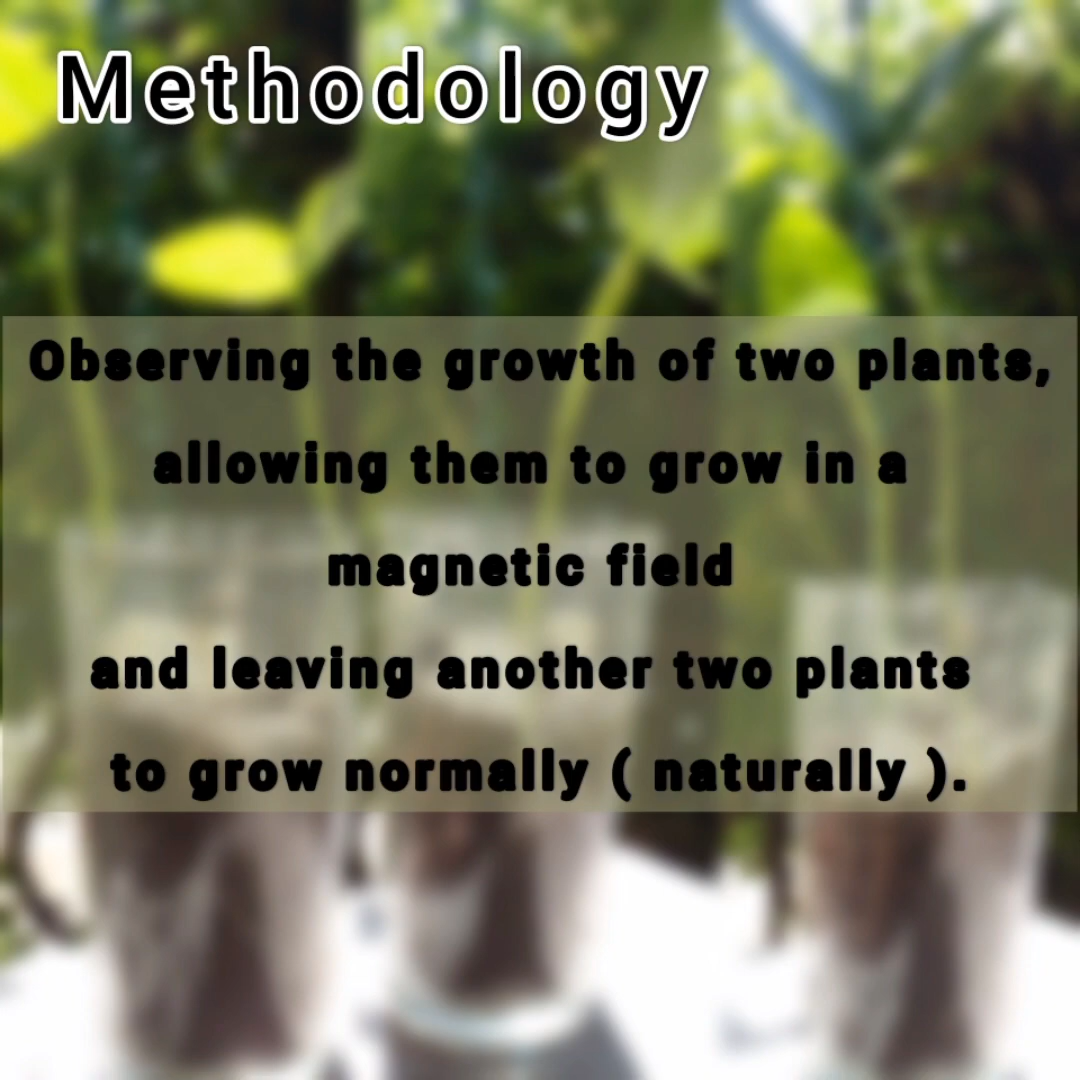 Methodology
Observing the growth of two plants,
allowing them to grow in a
magnetic field
and leaving another two plants
to grow normally ( naturally ).